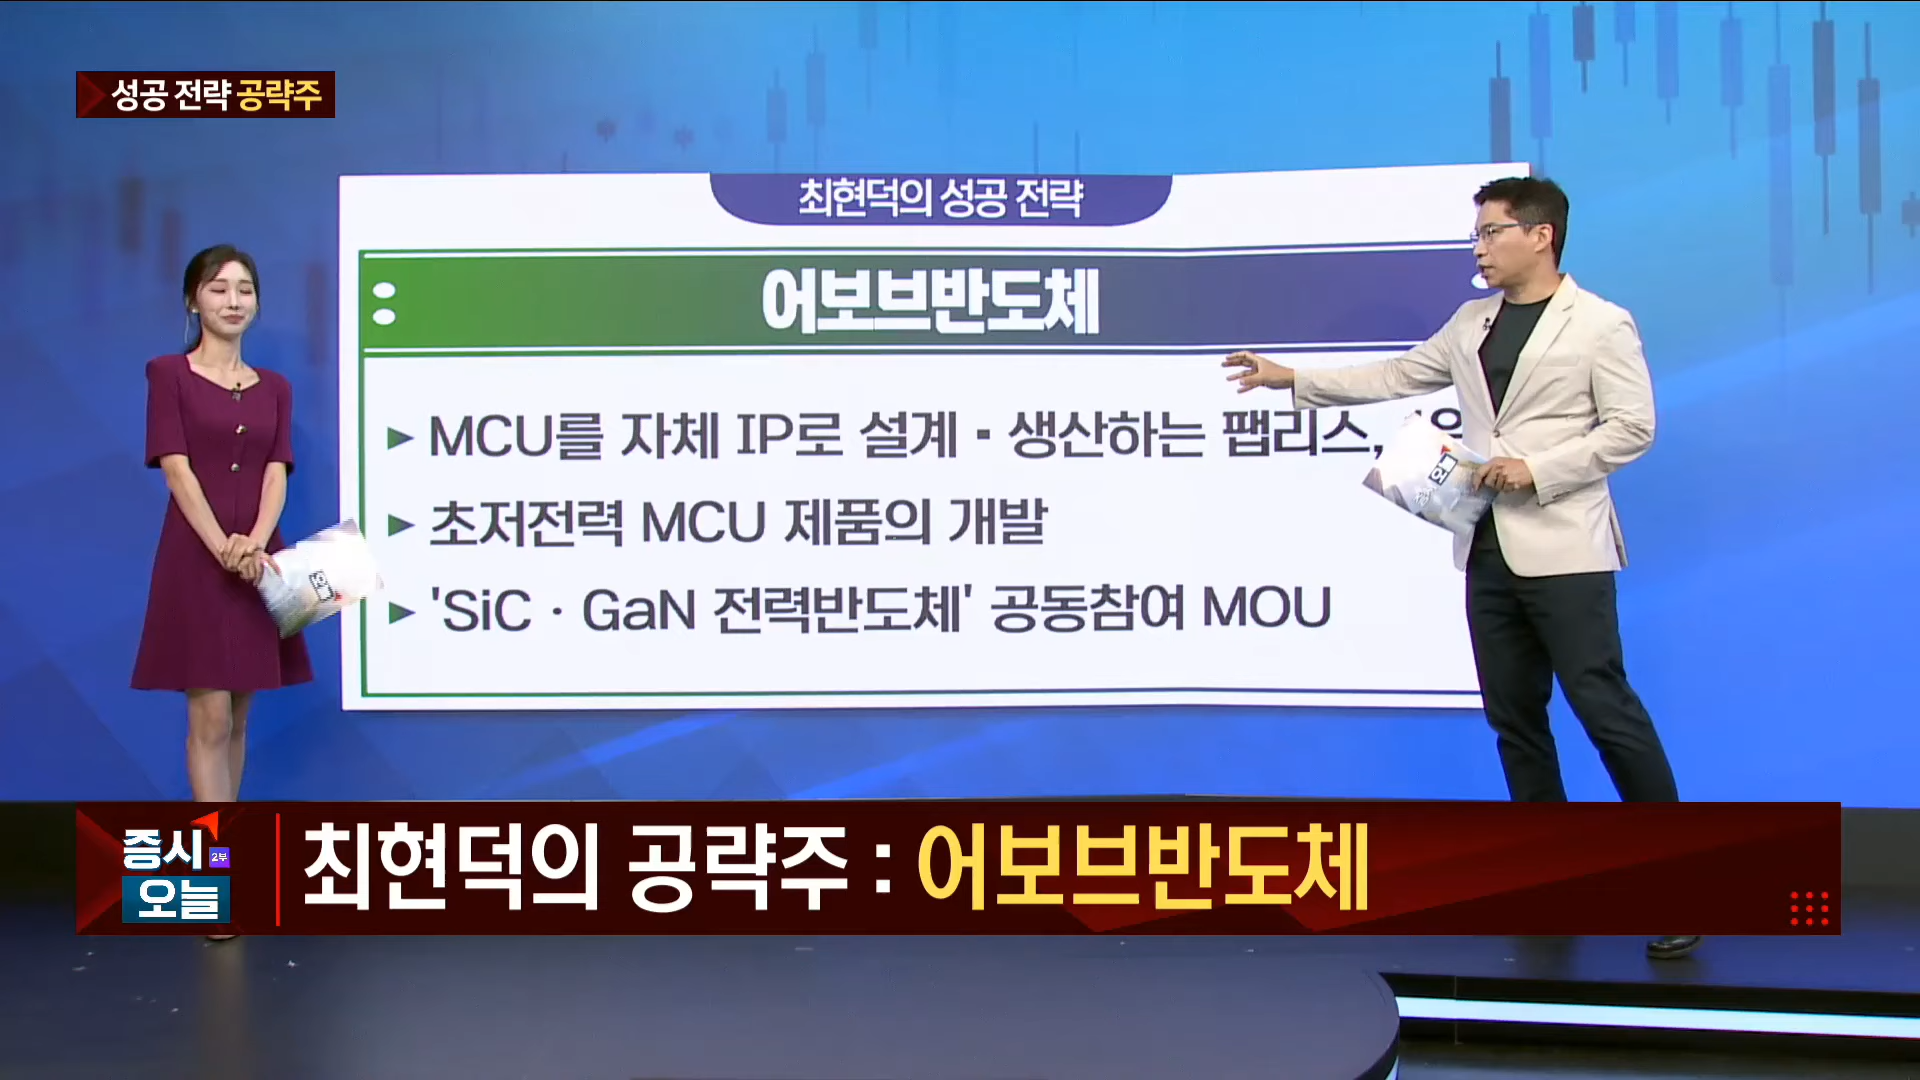 성공 전략 공략주
최현덕의 성공 전략
어보브반도체
▶ MCU를 자체 IP로 설계·생산하는 팹리스,
▶ 초저전력 MCU 제품의 개발
▶ 'SiC · GaN 전력반도체' 공동참여 MOU
증시 2부
오늘
최현덕의 공략주 : 어보브반도체